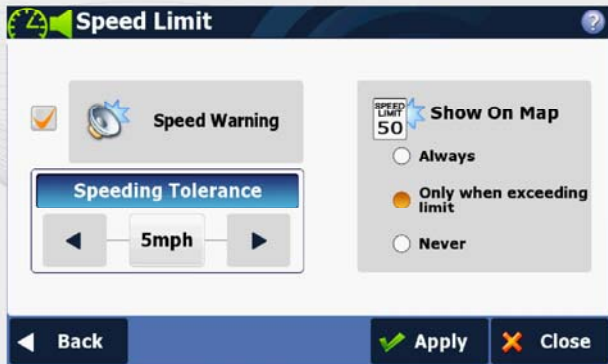 Speed Limit
?
Speed Warning
Speeding Tolerance
5mph
SPEED
LIMIT
50
Show On Map
Always
Only when exceeding
limit
Never
Back
Apply
Close